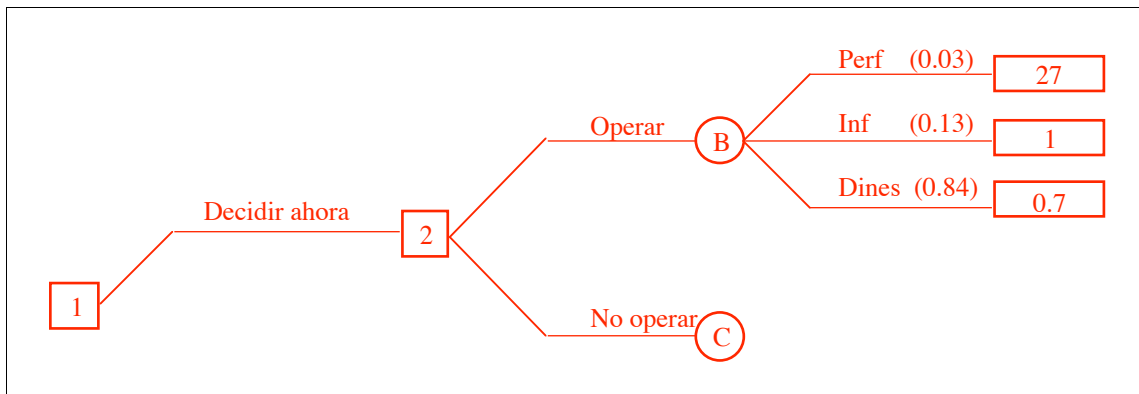 Perf (0.03) 27
Operar B Inf (0.13) 1
Dines (0.84) 0.7
Decidir ahora 2
1
No operar C